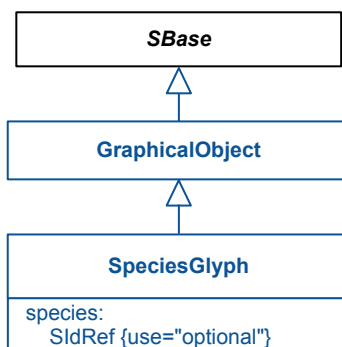 SBase
GraphicalObject
SpeciesGlyph
species:
SIdRef {use="optional"}